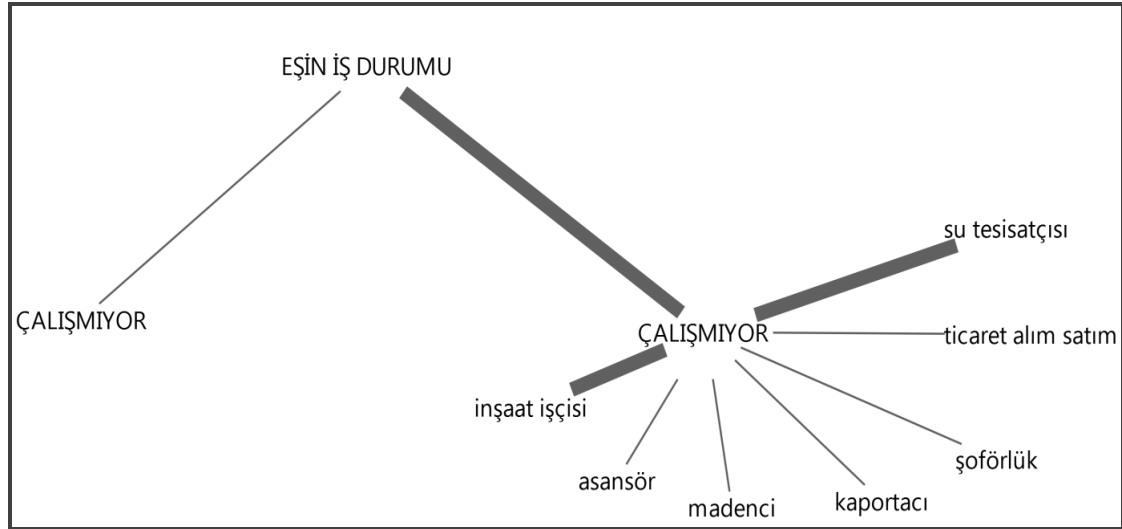 EŞİN İŞ DURUMU
su tesisatçısı
ÇALIŞMIYOR
ÇALIŞMIYOR
ticaret alım satım
inşaat işçisi
şoförlük
asansör
kaportacı
madenci